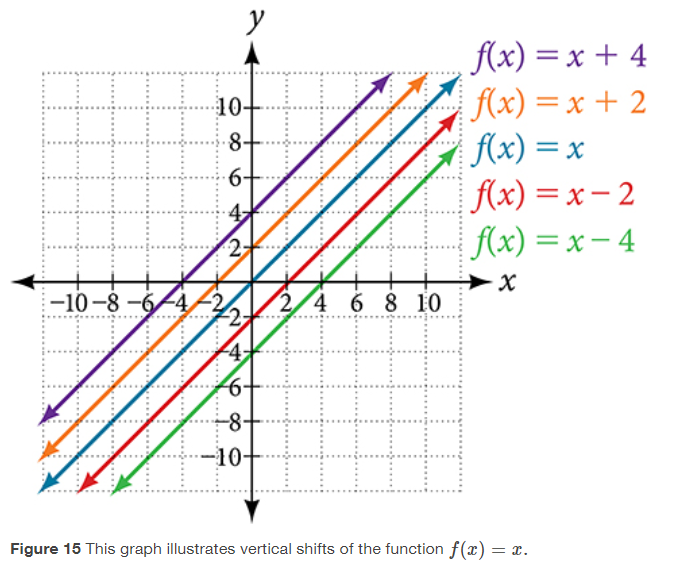 y
f(x) = x + 4
f(x) = x + 2
f(x) = x
f(x) = x − 2
f(x) = x − 4
10
8
6
4
2
−10 −8 −6 −4 −2 2 4 6 8 10 x
−2
−4
−6
−8
−10
Figure 15 This graph illustrates vertical shifts of the function f(x) = x.